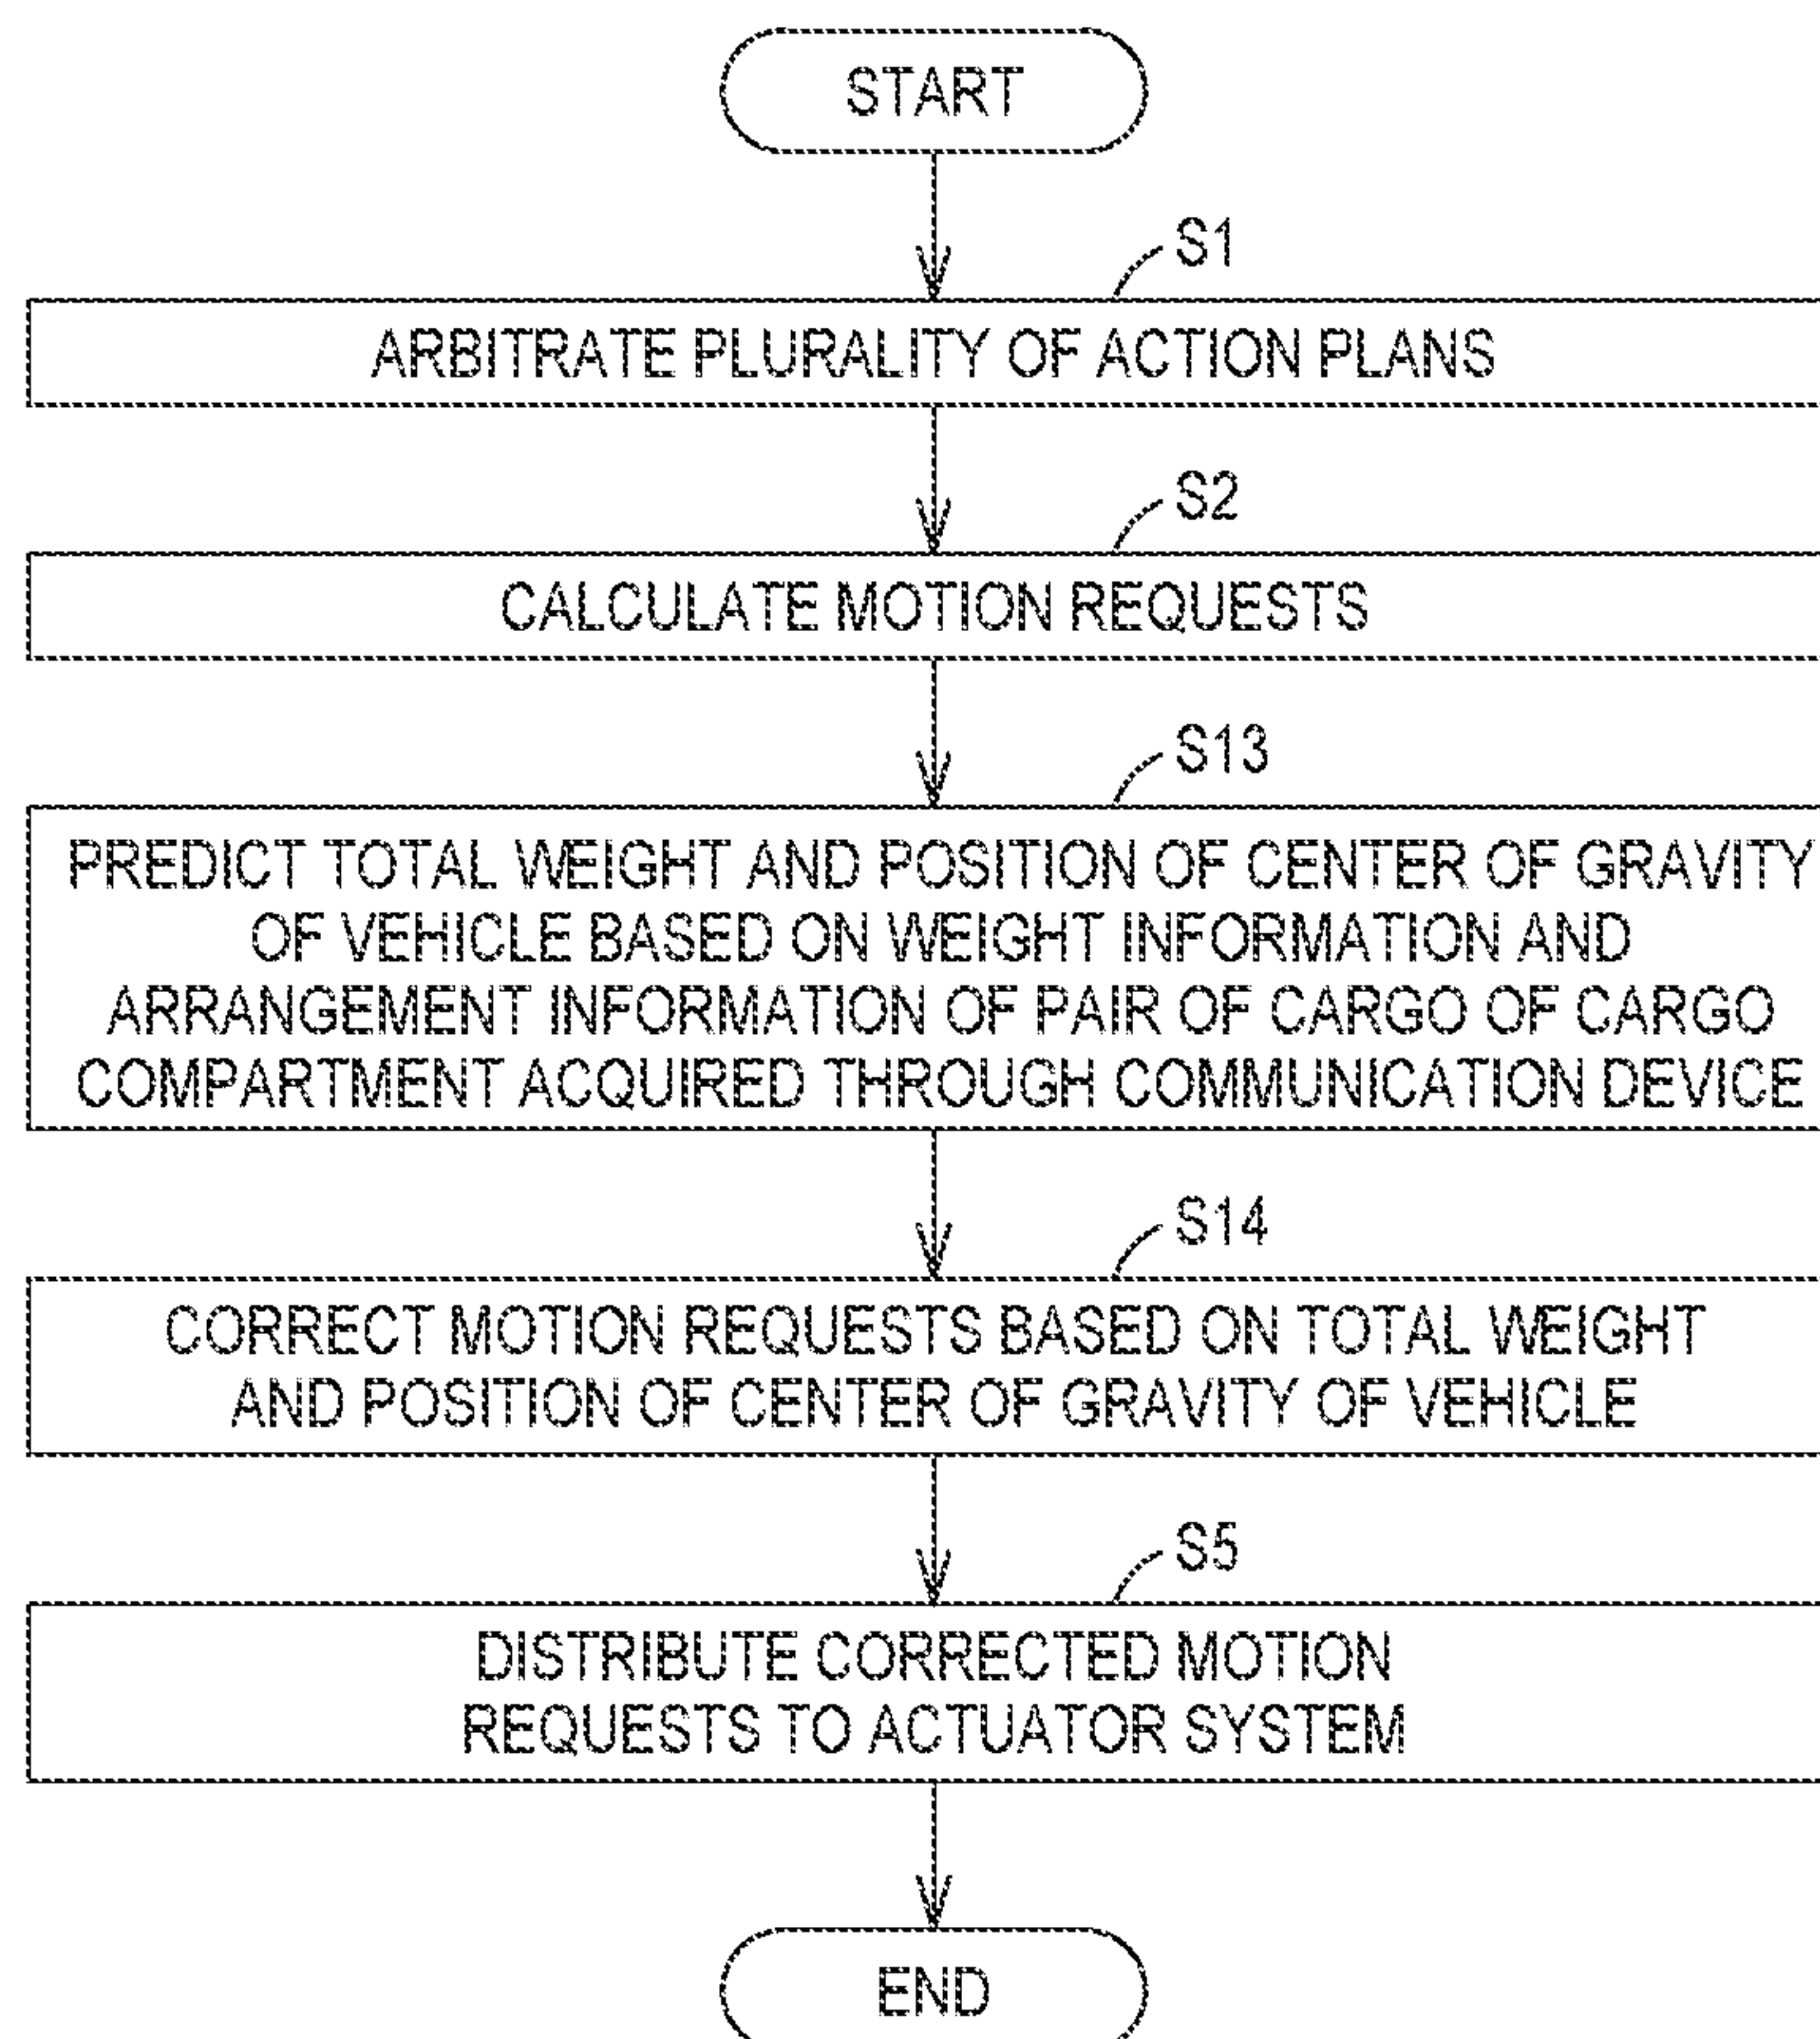 START
S1
ARBITRATE PLURALITY OF ACTION PLANS
S2
CALCULATE MOTION REQUESTS
S13
PREDICT TOTAL WEIGHT AND POSITION OF CENTER OF GRAVITY
OF VEHICLE BASED ON WEIGHT INFORMATION AND
ARRANGEMENT INFORMATION OF PAIR OF CARGO OF CARGO
COMPARTMENT ACQUIRED THROUGH COMMUNICATION DEVICE
S14
CORRECT MOTION REQUESTS BASED ON TOTAL WEIGHT
AND POSITION OF CENTER OF GRAVITY OF VEHICLE
S5
DISTRIBUTE CORRECTED MOTION
REQUESTS TO ACTUATOR SYSTEM
END